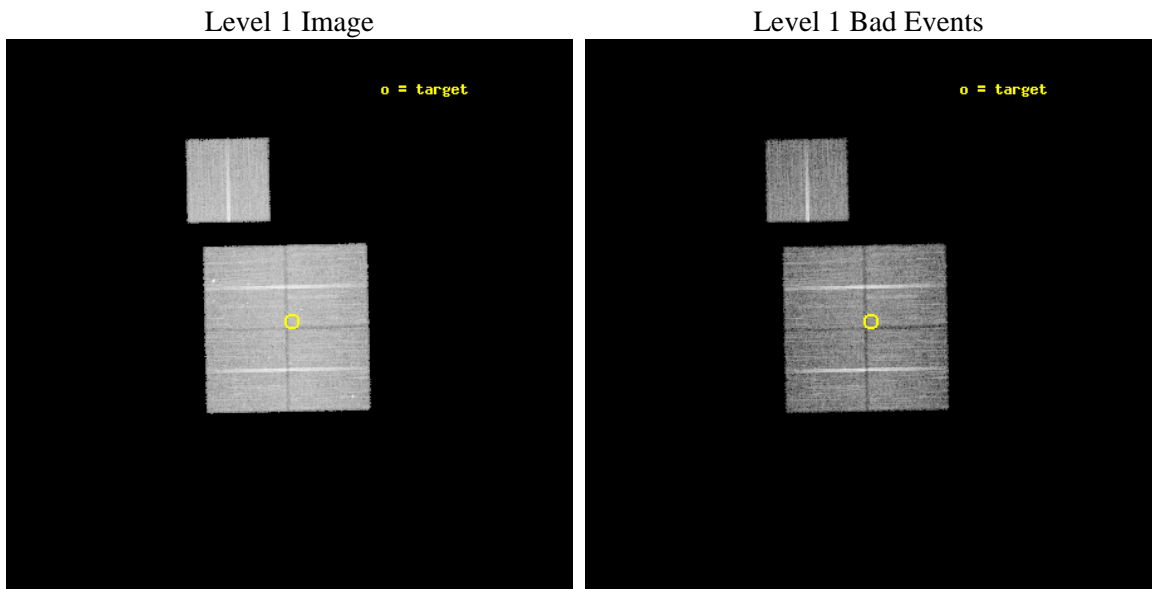 Level 1 Image
Level 1 Bad Events
o = target
o = target